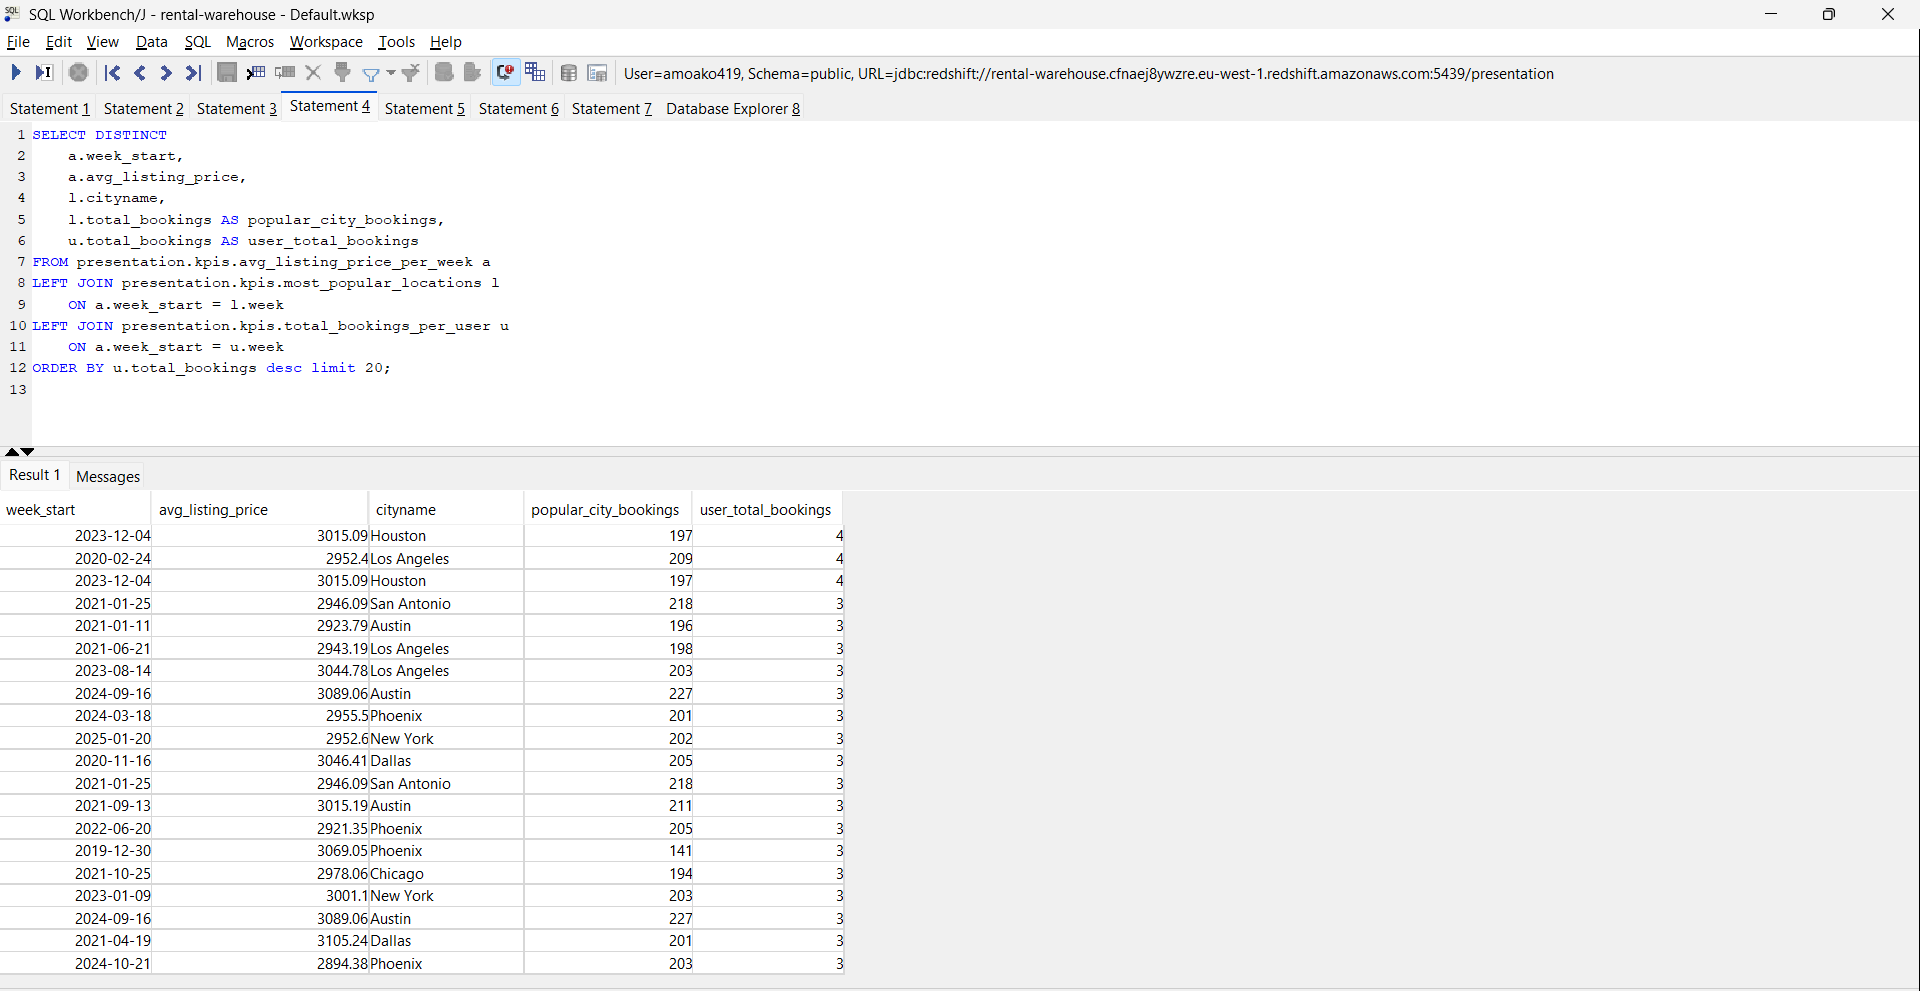 SQL Workbench/J - rental-warehouse - Default.wksp
File Edit View Data SQL Macros Workspace Tools Help
User=amoako419, Schema=public, URL=jdbc:redshift://rental-warehouse.cfnaej8ywzre.eu-west-1.redshift.amazonaws.com:5439/presentation
Statement 1 Statement 2 Statement 3 Statement 4 Statement 5 Statement 6 Statement 7 Database Explorer 8
1 SELECT DISTINCT
2 a.week_start,
3 a.avg_listing_price,
4 l.cityname,
5 l.total_bookings AS popular_city_bookings,
6 u.total_bookings AS user_total_bookings
7 FROM presentation.kpis.avg_listing_price_per_week a
8 LEFT JOIN presentation.kpis.most_popular_locations l
9 ON a.week_start = l.week
10 LEFT JOIN presentation.kpis.total_bookings_per_user u
11 ON a.week_start = u.week
12 ORDER BY u.total_bookings desc limit 20;
13
Result 1 Messages
week_start avg_listing_price cityname popular_city_bookings user_total_bookings
2023-12-04 3015.09 Houston 197 4
2020-02-24 2952.4 Los Angeles 209 4
2023-12-04 3015.09 Houston 197 4
2021-01-25 2946.09 San Antonio 218 3
2021-01-11 2923.79 Austin 196 3
2021-06-21 2943.19 Los Angeles 198 3
2023-08-14 3044.78 Los Angeles 203 3
2024-09-16 3089.06 Austin 227 3
2024-03-18 2955.5 Phoenix 201 3
2025-01-20 2952.6 New York 202 3
2020-11-16 3046.41 Dallas 205 3
2021-01-25 2946.09 San Antonio 218 3
2021-09-13 3015.19 Austin 211 3
2022-06-20 2921.35 Phoenix 205 3
2019-12-30 3069.05 Phoenix 141 3
2021-10-25 2978.06 Chicago 194 3
2023-01-09 3001.1 New York 203 3
2024-09-16 3089.06 Austin 227 3
2021-04-19 3105.24 Dallas 201 3
2024-10-21 2894.38 Phoenix 203 3